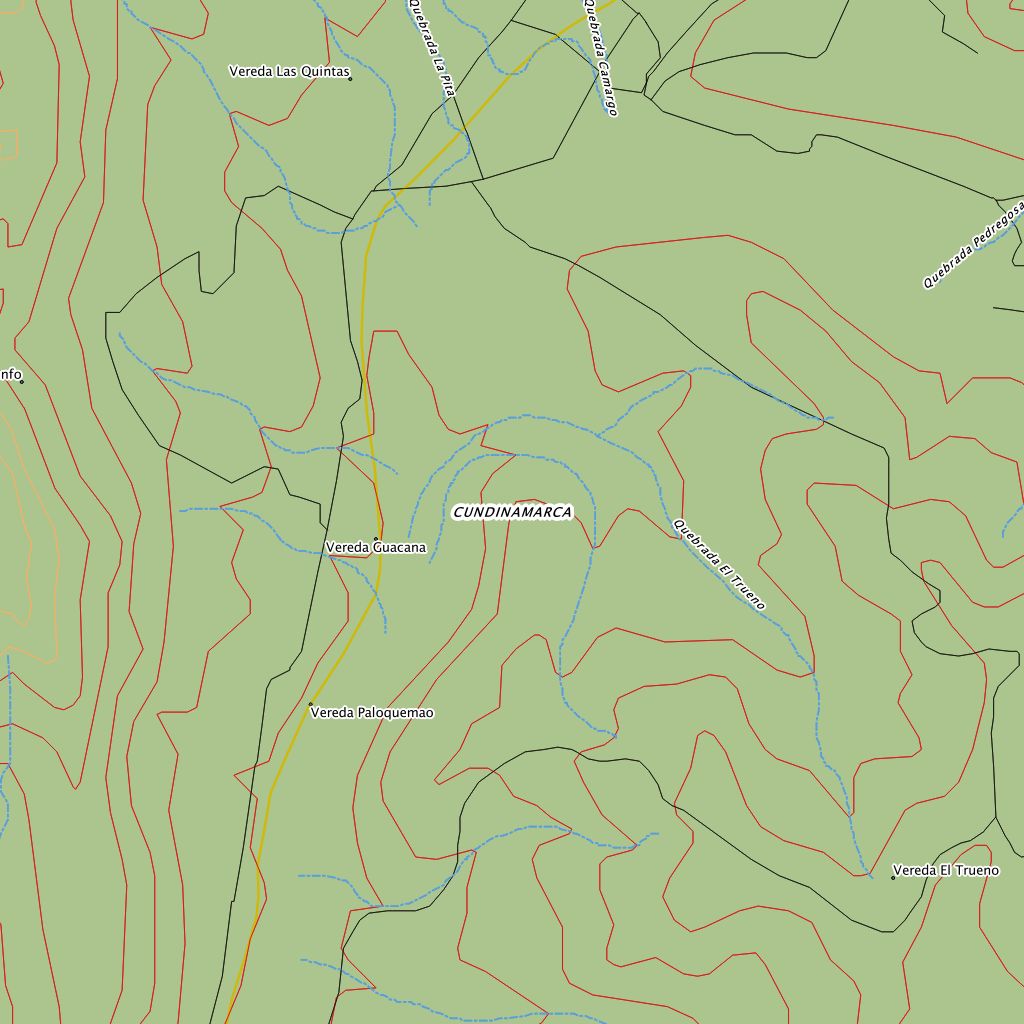 Quebrada La Pita
Quebrada Camargo
Vereda Las Quintas
Quebrada Pedregosa
nfo
CUNDINAMARCA
Vereda Guacana
Quebrada El Trueno
Vereda Paloquemao
Vereda El Trueno